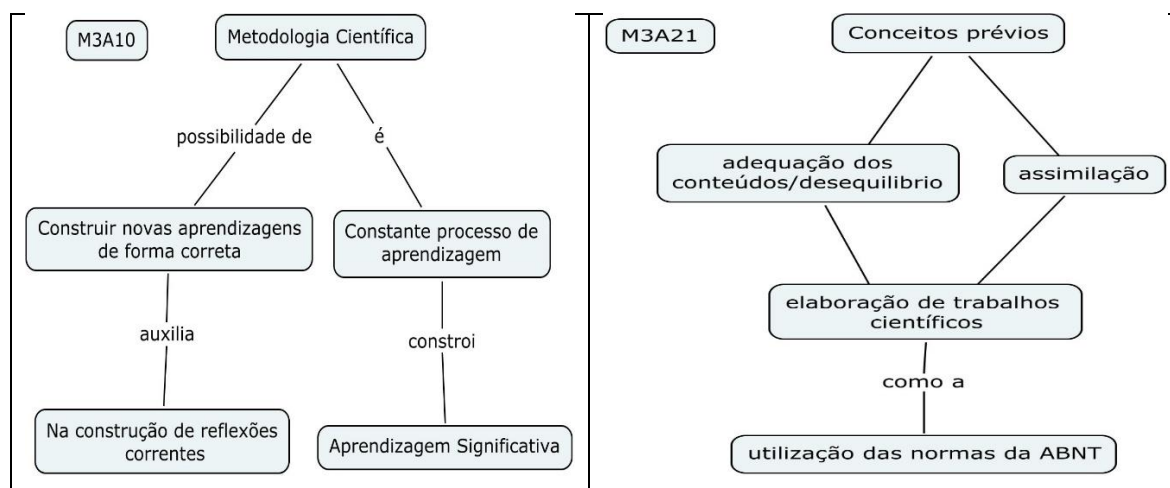 M3A10
Metodologia Científica
possibilidade de
é
Construir novas aprendizagens
de forma correta
Constante processo de
aprendizagem
auxilia
constroi
Na construção de reflexões
correntes
Aprendizagem Significativa
M3A21
Conceitos prévios
adequação dos
conteúdos/desequilibrio
assimilação
elaboração de trabalhos
científicos
como a
utilização das normas da ABNT